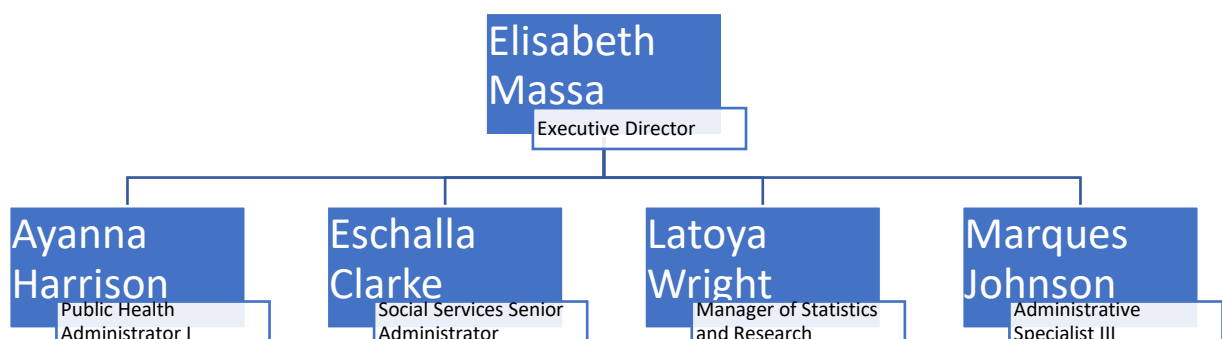 Elisabeth
Massa
Executive Director
Ayanna
Harrison
Public Health
Administrator I
Eschalla
Clarke
Social Services Senior
Administrator
Latoya
Wright
Manager of Statistics
and Research
Marques
Johnson
Administrative
Specialist III